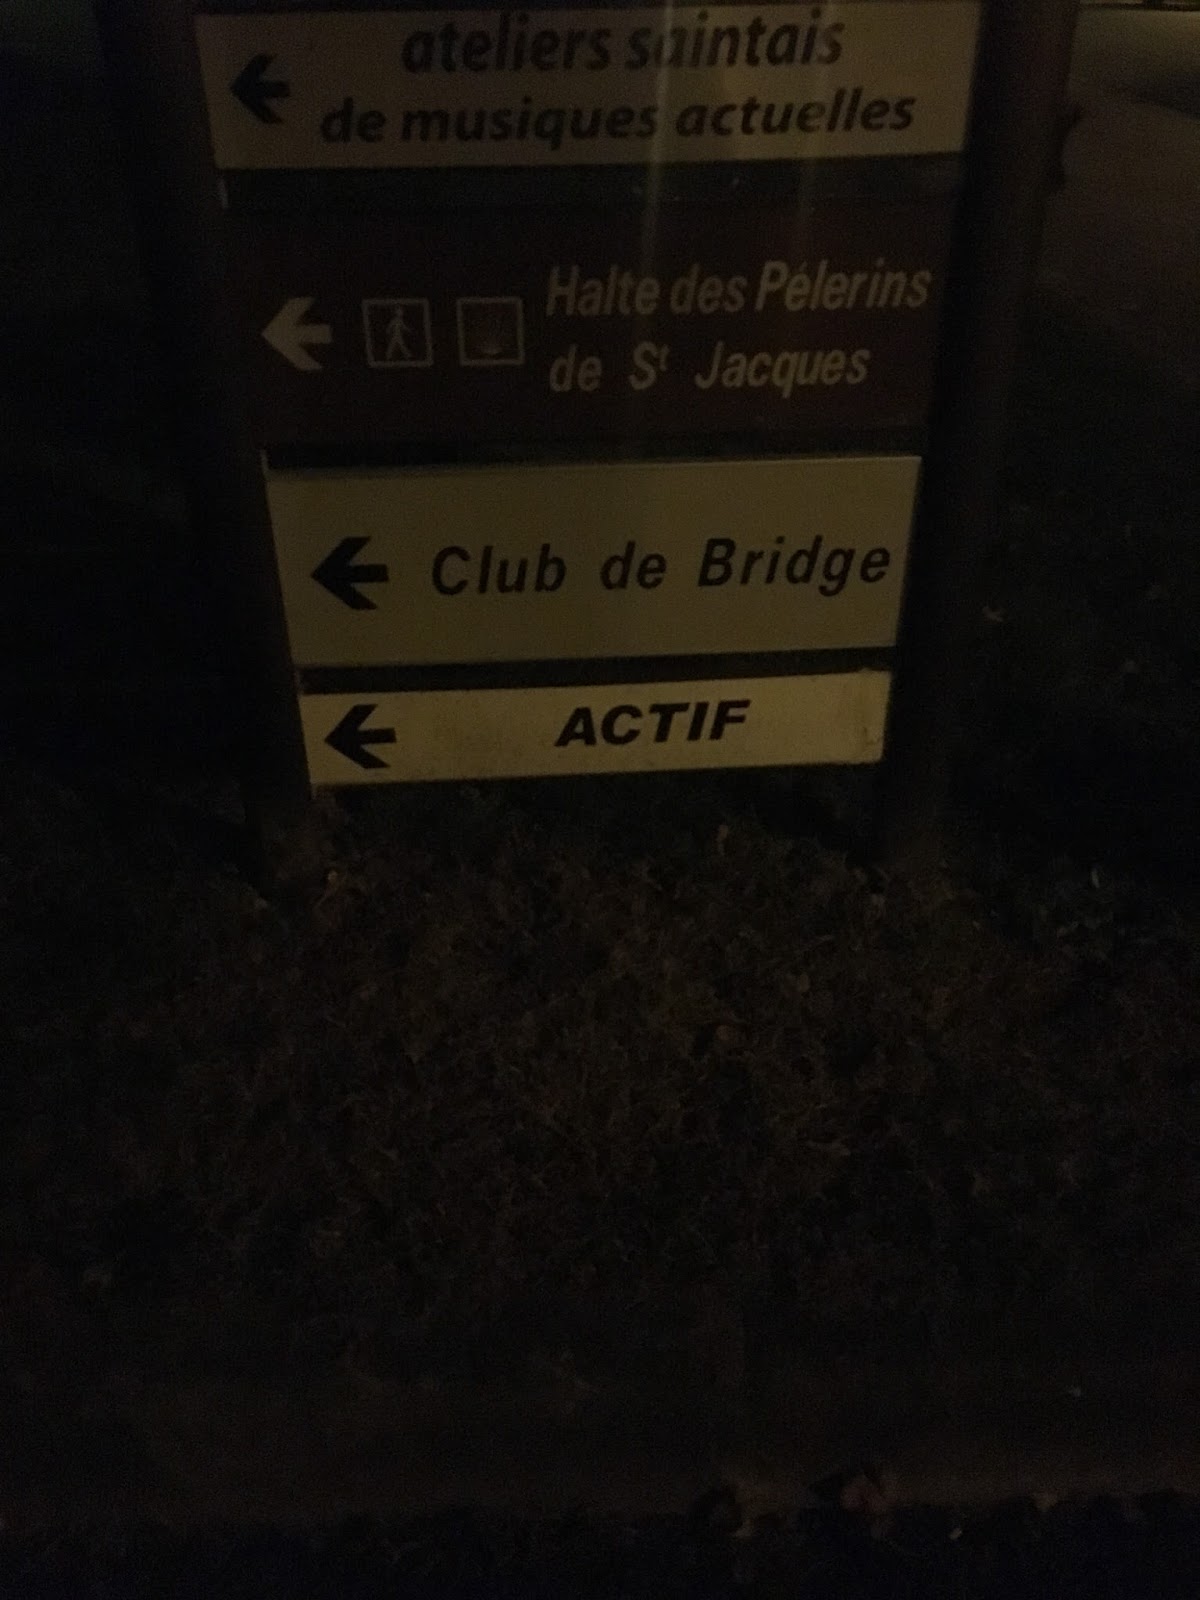 ateliers saintais
de musiques actuelles
Halte des Pélerins
de St Jacques
Club de Bridge
ACTIF